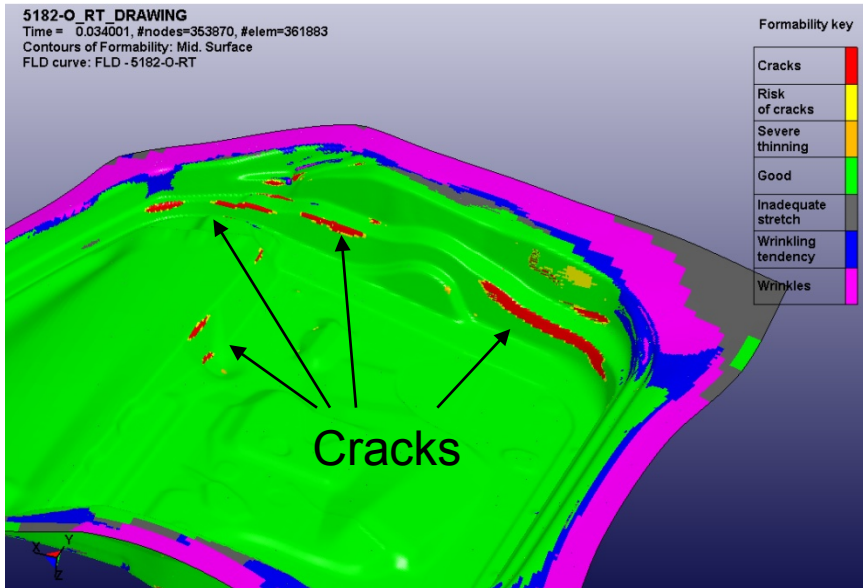 5182-O_RT_DRAWING
Time =   0.034001, #nodes=353870, #elem=361883
Contours of Formability: Mid. Surface
FLD curve: FLD - 5182-O-RT
Formability key
Cracks
Risk
of cracks
Severe
thinning
Good
Inadequate
stretch
Wrinkling
tendency
Wrinkles
Cracks
X
Y
Z